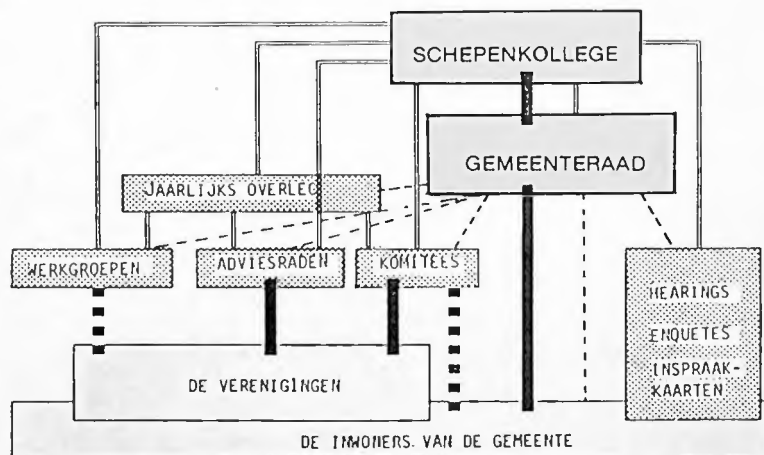 SCHEPENKOLLEGE
GEMEENTERAAD
JAARLIJKS OVERLEG
WERKGROEPEN
ADVIESRADEN
KOMITEES
HEARINGS
ENQUETES
INSPRAAK-
KAARTEN
DE VERENIGINGEN
DE INWONERS VAN DE GEMEENTE